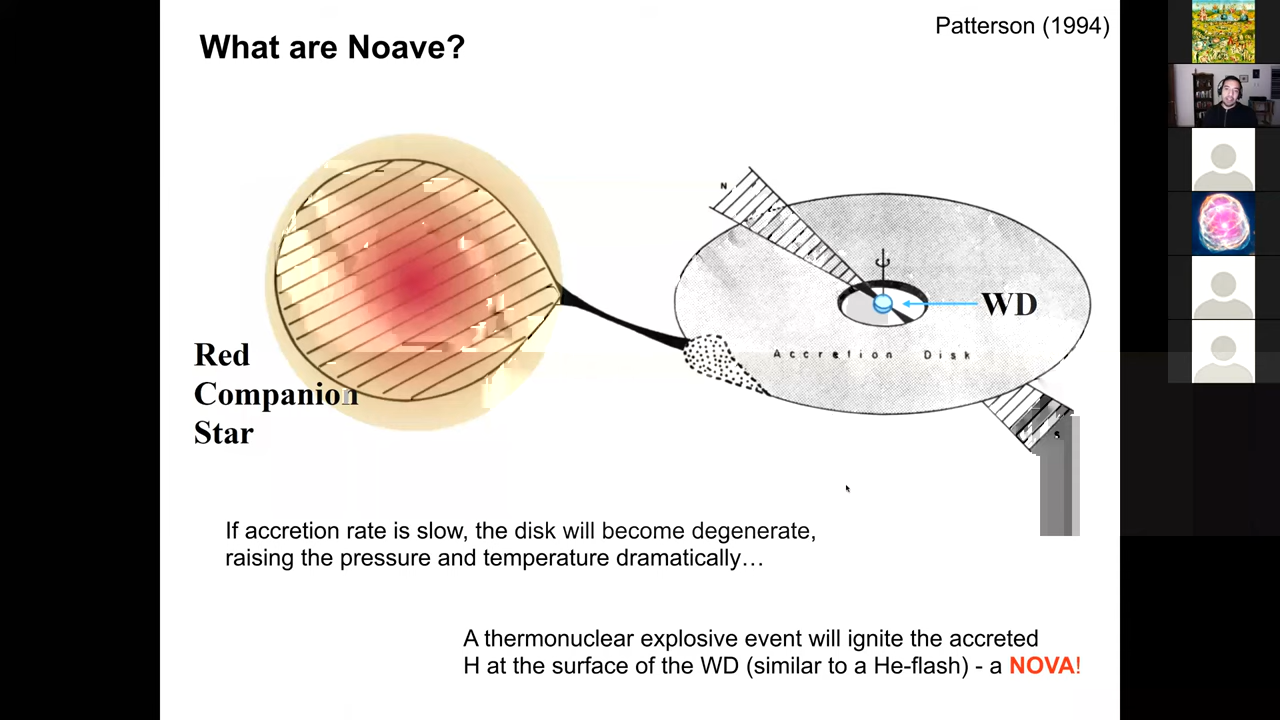 What are Noave?
Patterson (1994)
N
WD
Accretion Disk
Red
Companion
Star
If accretion rate is slow, the disk will become degenerate,
raising the pressure and temperature dramatically…
A thermonuclear explosive event will ignite the accreted
H at the surface of the WD (similar to a He-flash) - a NOVA!